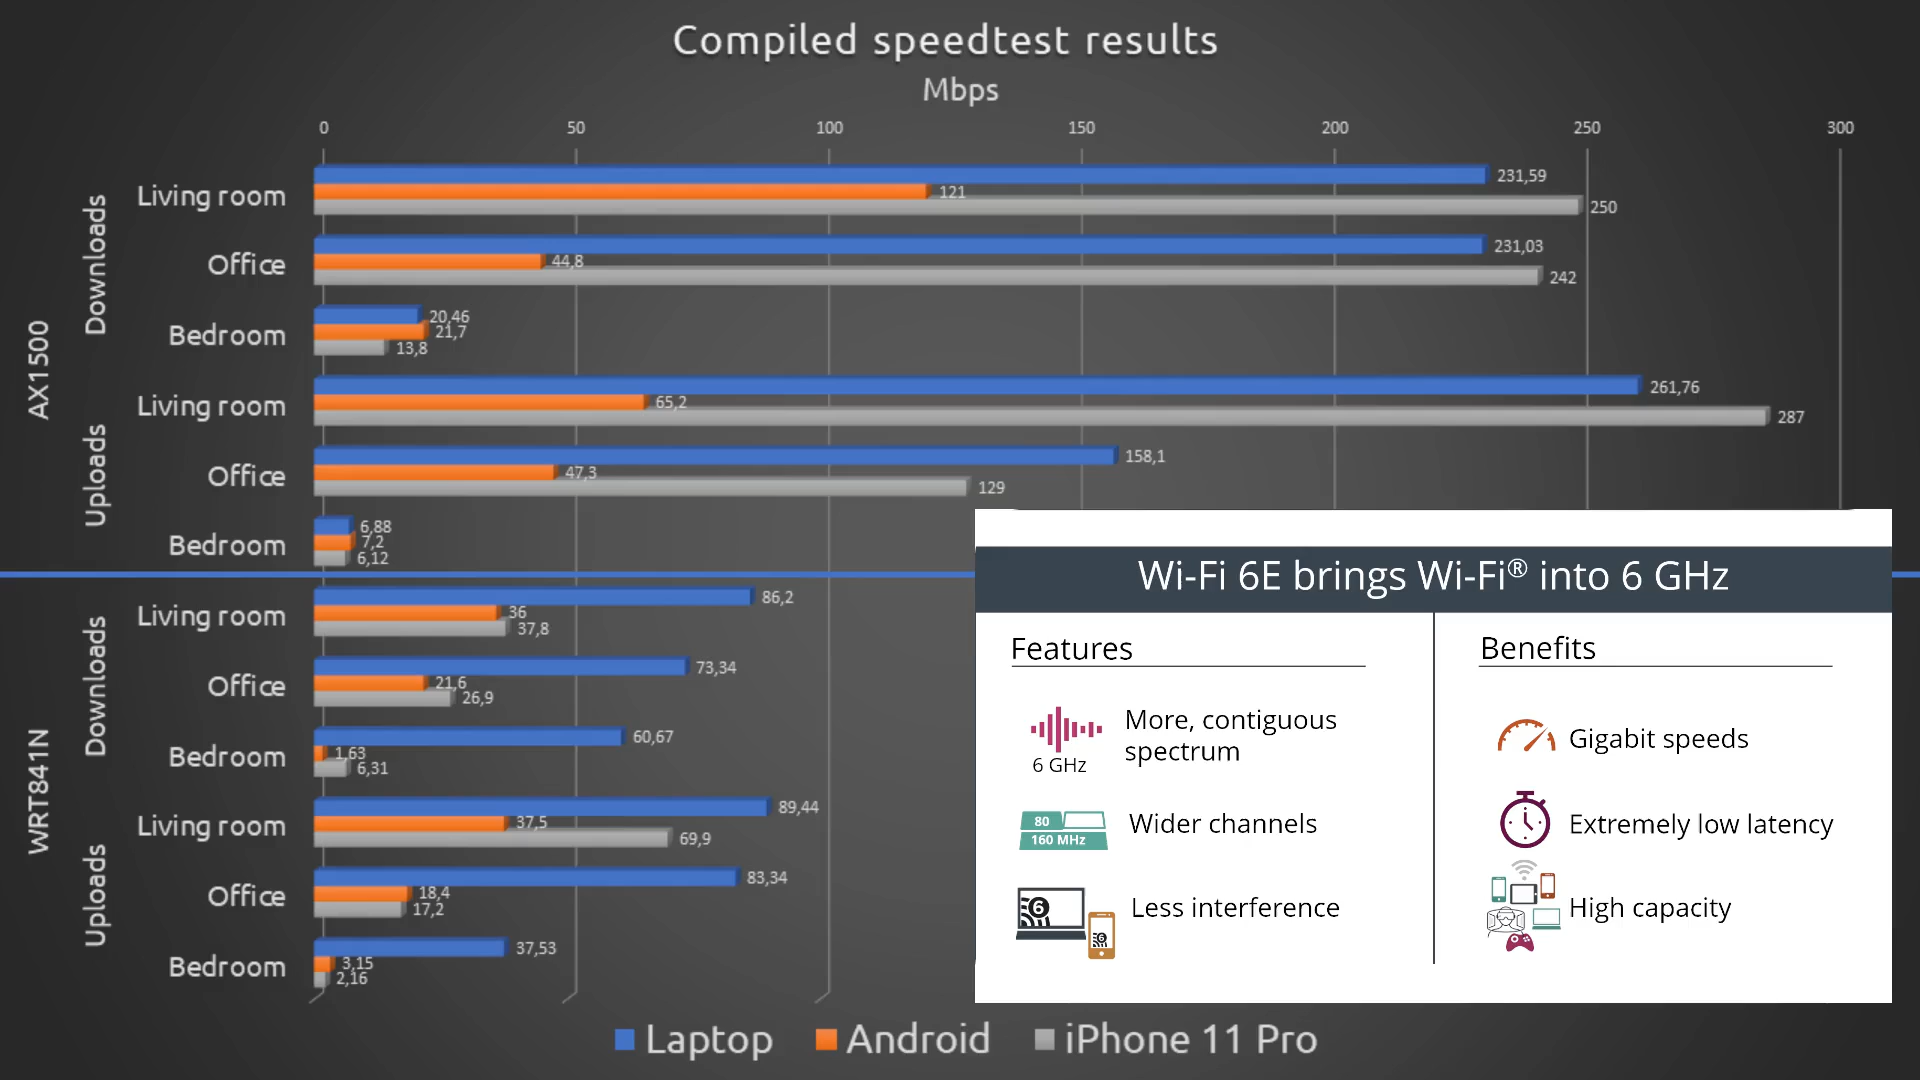 Compiled speedtest results
Mbps
0 50 100 150 200 250 300
AX1500
Downloads
Living room 231,59 121 250
Office 231,03 44,8 242
Bedroom 20,46 21,7 13,8
Uploads
Living room 261,76 65,2 287
Office 158,1 47,3 129
Bedroom 6,88 7,2 6,12
WRT841N
Downloads
Living room 86,2 36 37,8
Office 73,34 21,6 26,9
Bedroom 60,67 1,63 6,31
Uploads
Living room 89,44 37,5 69,9
Office 83,34 18,4 17,2
Bedroom 37,53 3,15 2,16
Laptop Android iPhone 11 Pro
Wi-Fi 6E brings Wi-Fi® into 6 GHz
Features
6 GHz
More, contiguous
spectrum
80
160 MHz
Wider channels
6
6
Less interference
Benefits
Gigabit speeds
Extremely low latency
High capacity